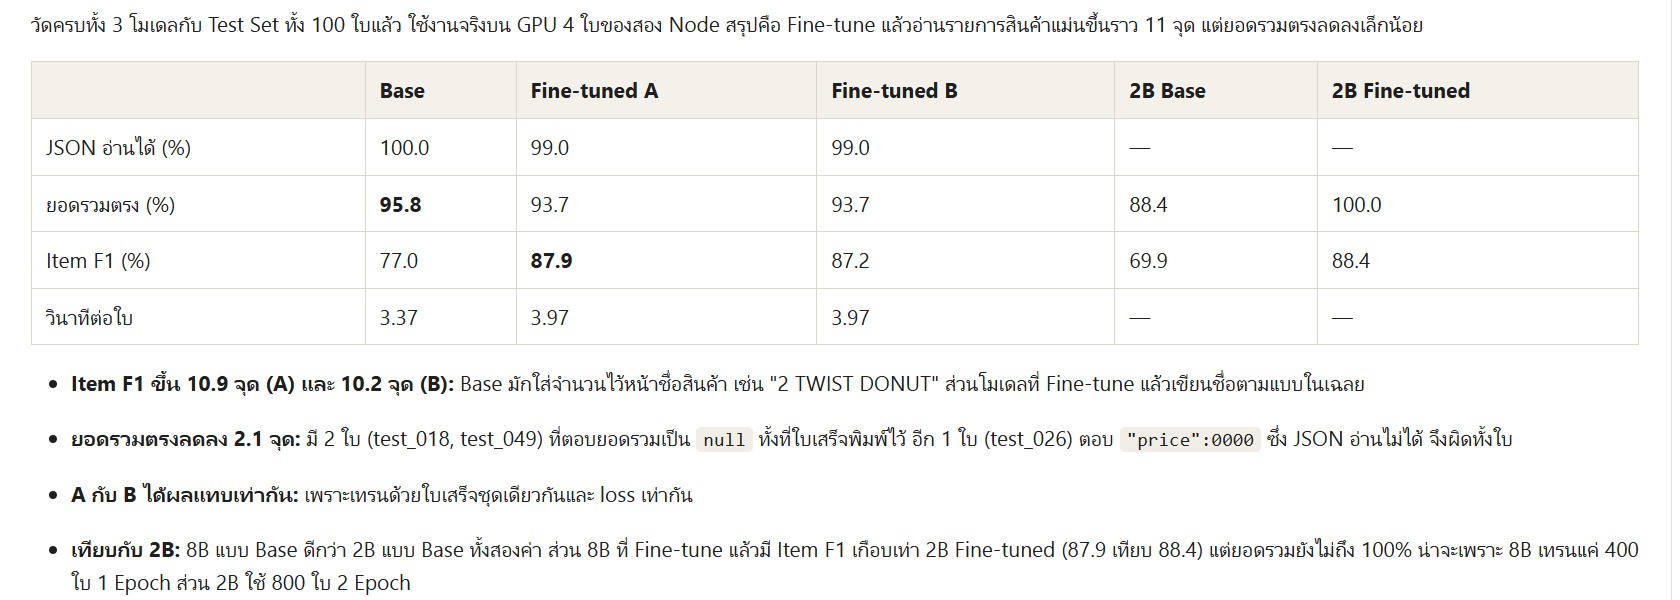 วัดครบทั้ง 3 โมเดลกับ Test Set ทั้ง 100 ใบแล้ว ใช้งานจริงบน GPU 4 ใบของสอง Node สรุปคือ Fine-tune แล้วอ่านรายการสินค้าแม่นขึ้นราว 11 จุด แต่ยอดรวมตรงลดลงเล็กน้อย
Base Fine-tuned A Fine-tuned B 2B Base 2B Fine-tuned
JSON อ่านได้ (%) 100.0 99.0 99.0 — —
ยอดรวมตรง (%) 95.8 93.7 93.7 88.4 100.0
Item F1 (%) 77.0 87.9 87.2 69.9 88.4
วินาทีต่อใบ 3.37 3.97 3.97 — —
• Item F1 ขึ้น 10.9 จุด (A) และ 10.2 จุด (B): Base มักใส่จำนวนไว้หน้าชื่อสินค้า เช่น "2 TWIST DONUT" ส่วนโมเดลที่ Fine-tune แล้วเขียนชื่อตามแบบในเฉลย
• ยอดรวมตรงลดลง 2.1 จุด: มี 2 ใบ (test_018, test_049) ที่ตอบยอดรวมเป็น null ทั้งที่ใบเสร็จพิมพ์ไว้ อีก 1 ใบ (test_026) ตอบ "price":0000 ซึ่ง JSON อ่านไม่ได้ จึงผิดทั้งใบ
• A กับ B ได้ผลแทบเท่ากัน: เพราะเทรนด้วยใบเสร็จชุดเดียวกันและ loss เท่ากัน
• เทียบกับ 2B: 8B แบบ Base ดีกว่า 2B แบบ Base ทั้งสองค่า ส่วน 8B ที่ Fine-tune แล้วมี Item F1 เกือบเท่า 2B Fine-tuned (87.9 เทียบ 88.4) แต่ยอดรวมยังไม่ถึง 100% น่าจะเพราะ 8B เทรนแค่ 400
ใบ 1 Epoch ส่วน 2B ใช้ 800 ใบ 2 Epoch